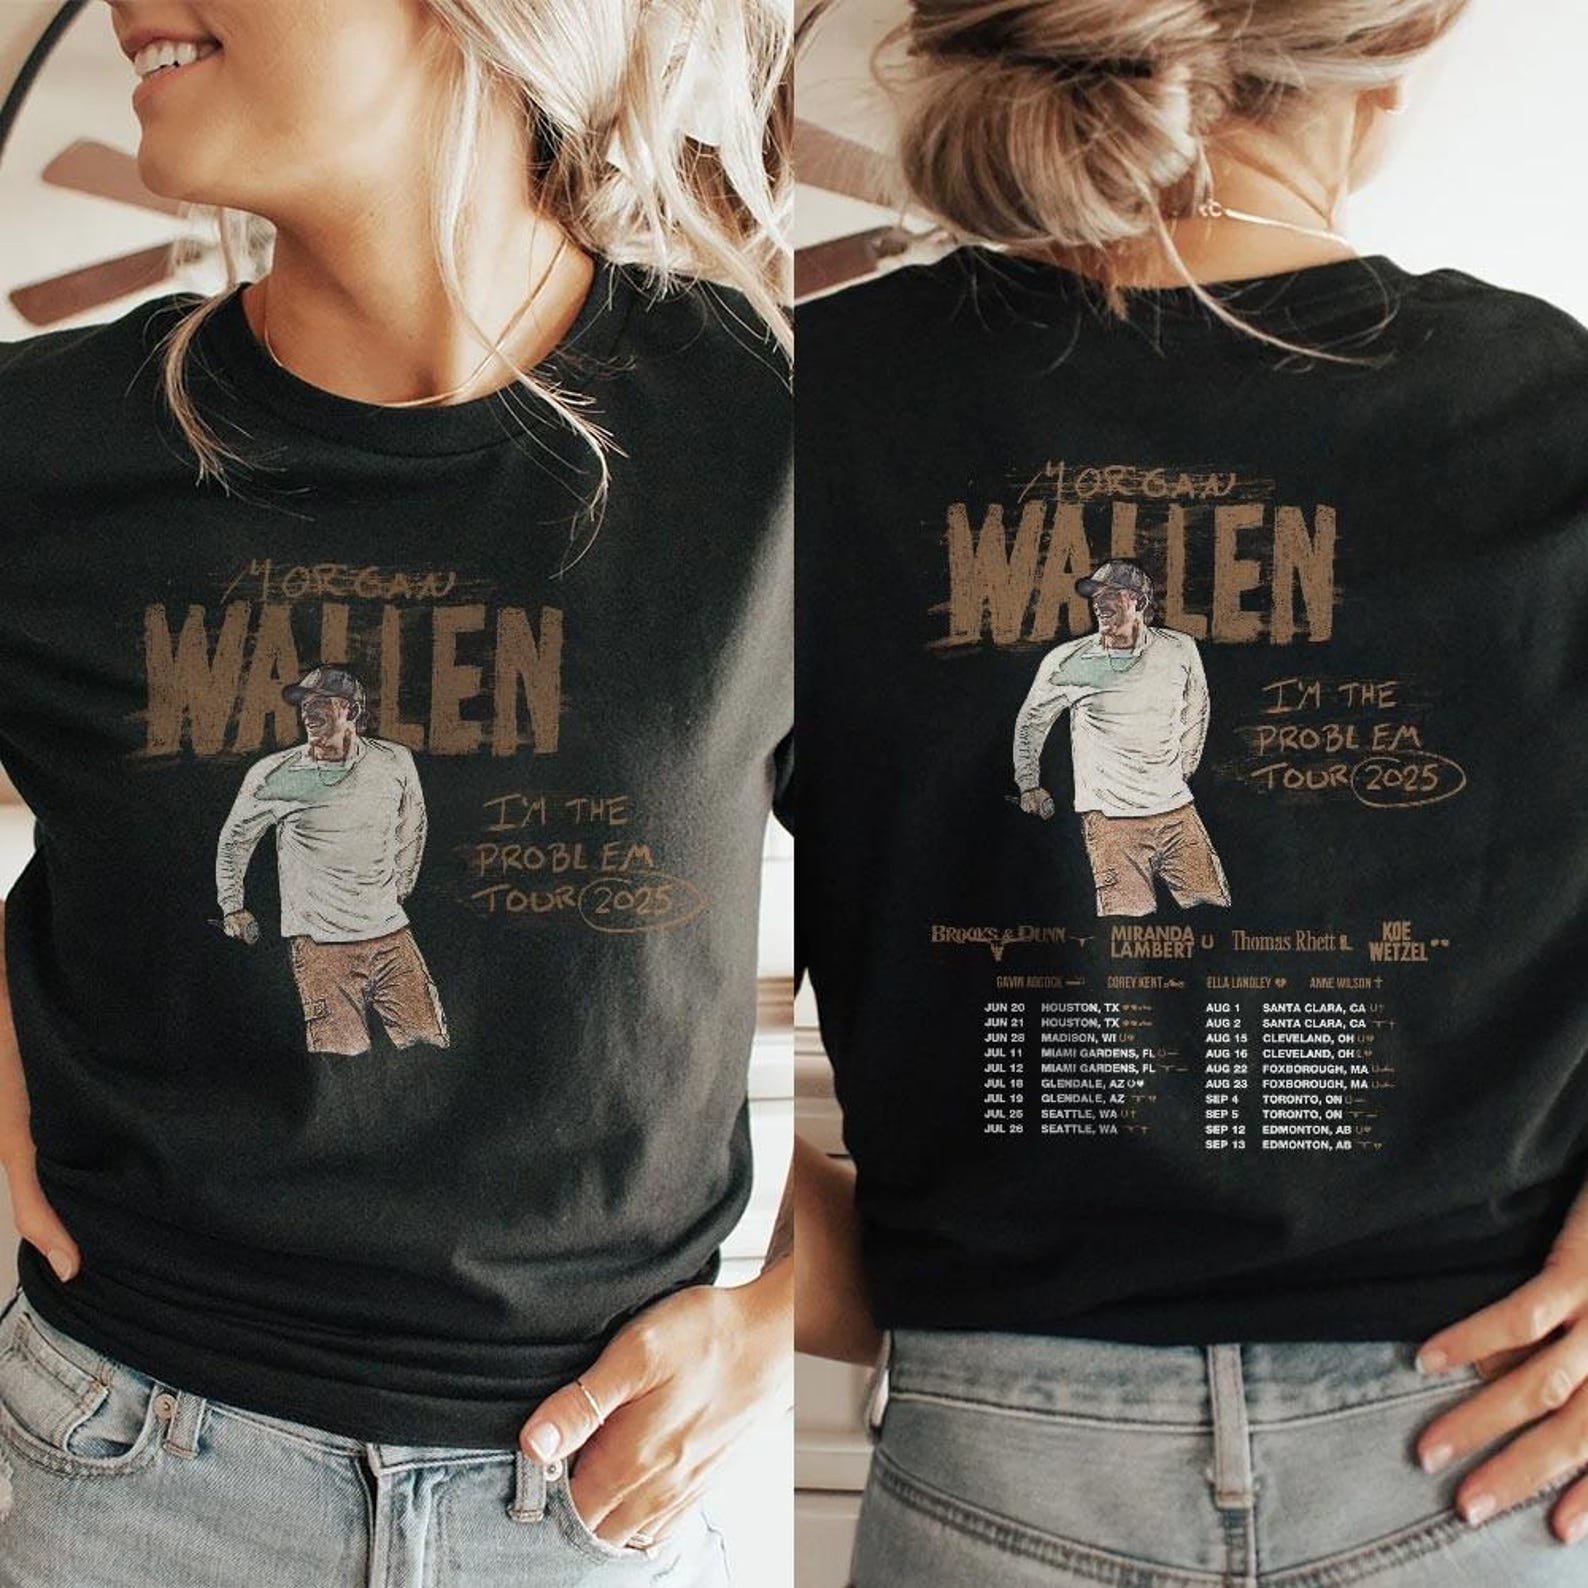 MORGAN
WALLEN
I'M THE
PROBLEM
TOUR 2025
MORGAN
WALLEN
I'M THE
PROBLEM
TOUR 2025
BROOKS & DUNN MIRANDA LAMBERT Thomas Rhett KOE WETZEL
GAVIN ADCOCK COREY KENT ELLA LANGLEY ANNE WILSON
JUN 20 HOUSTON, TX
JUN 21 HOUSTON, TX
JUN 28 MADISON, WI
JUL 11 MIAMI GARDENS, FL
JUL 12 MIAMI GARDENS, FL
JUL 18 GLENDALE, AZ
JUL 19 GLENDALE, AZ
JUL 25 SEATTLE, WA
JUL 26 SEATTLE, WA
AUG 1 SANTA CLARA, CA
AUG 2 SANTA CLARA, CA
AUG 15 CLEVELAND, OH
AUG 16 CLEVELAND, OH
AUG 22 FOXBOROUGH, MA
AUG 23 FOXBOROUGH, MA
SEP 4 TORONTO, ON
SEP 5 TORONTO, ON
SEP 12 EDMONTON, AB
SEP 13 EDMONTON, AB